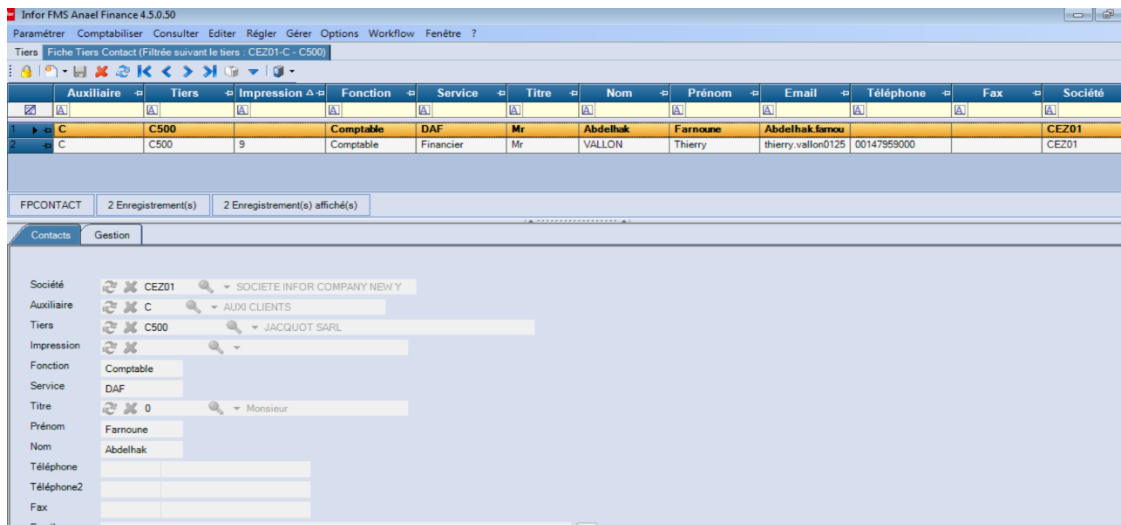 Infor FMS Anael Finance 4.5.0.50
Paramétrer Comptabiliser Consulter Editer Régler Gérer Options Workflow Fenêtre ?
Tiers Fiche Tiers Contact (Filtrée suivant le tiers : CEZ01-C - C500)
Auxiliaire Tiers Impression Fonction Service Titre Nom Prénom Email Téléphone Fax Société
1 C C500 Comptable DAF Mr Abdelhak Farnoune Abdelhak.farnou CEZ01
2 C C500 9 Comptable Financier Mr VALLON Thierry thierry.vallon0125 00147959000 CEZ01
FPCONTACT 2 Enregistrement(s) 2 Enregistrement(s) affiché(s)
Contacts Gestion
Société CEZ01 SOCIETE INFOR COMPANY NEW Y
Auxiliaire C AUXI CLIENTS
Tiers C500 JACQUOT SARL
Impression
Fonction Comptable
Service DAF
Titre 0 Monsieur
Prénom Farnoune
Nom Abdelhak
Téléphone
Téléphone2
Fax